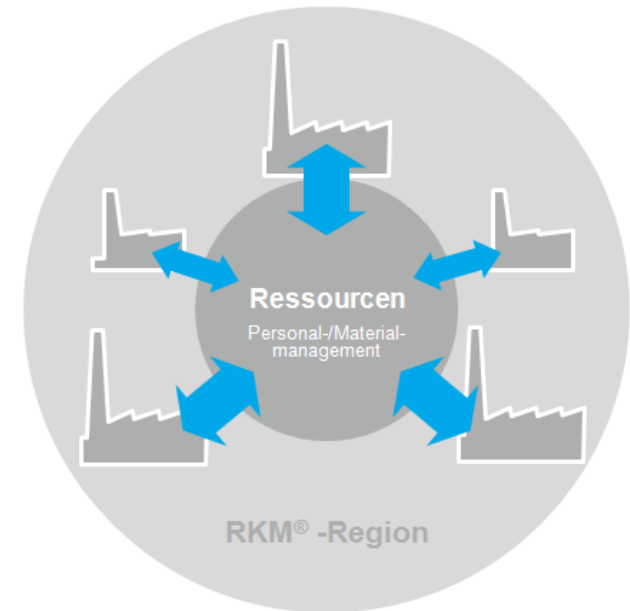 Ressourcen
Personal-/Material-
management
RKM® -Region